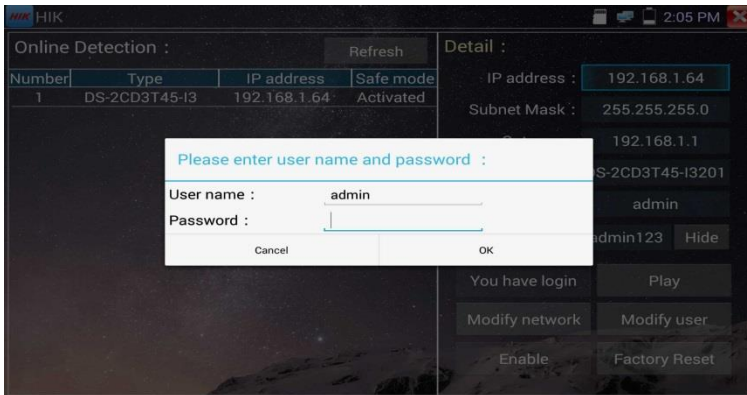 HIK HIK 2:05 PM
Online Detection : Refresh
Number Type IP address Safe mode
1 DS-2CD3T45-I3 192.168.1.64 Activated
Detail :
IP address : 192.168.1.64
Subnet Mask : 255.255.255.0
192.168.1.1
S-2CD3T45-I3201
admin
dmin123 Hide
You have login Play
Modify network Modify user
Enable Factory Reset
Please enter user name and password :
User name : admin
Password :
Cancel OK